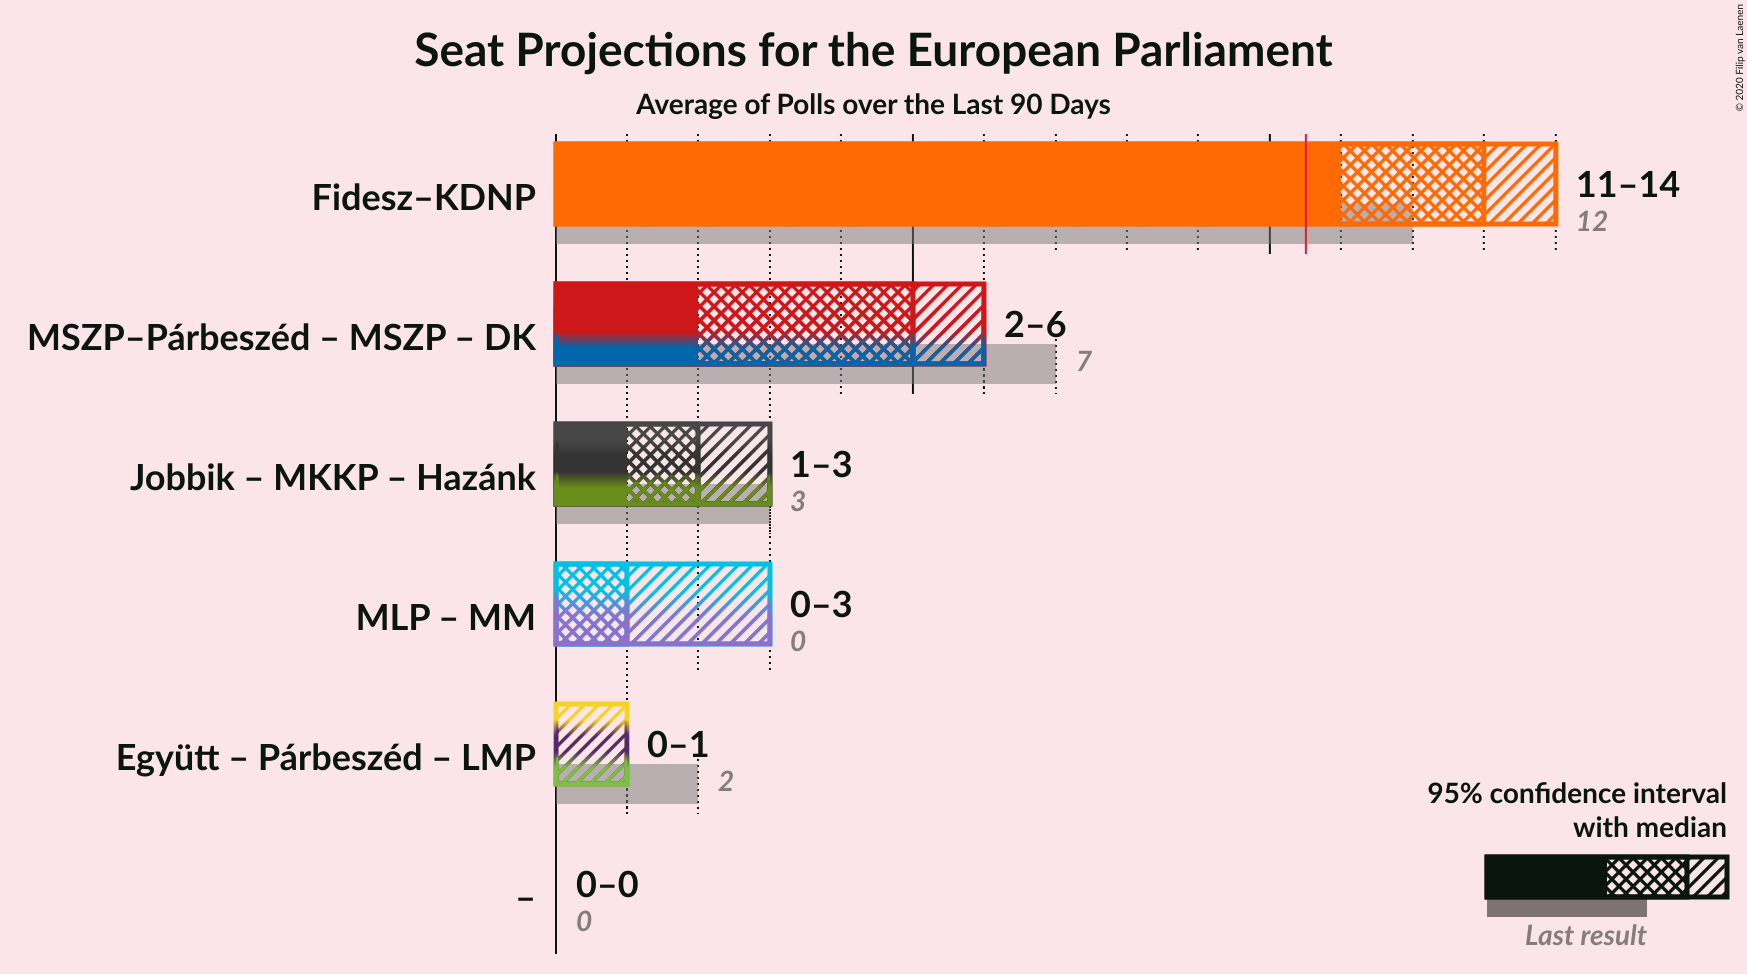 Seat Projections for the European Parliament
Average of Polls over the Last 90 Days
© 2020 Filip van Laenen
Fidesz–KDNP
11–14
12
MSZP–Párbeszéd – MSZP – DK
2–6
7
Jobbik – MKKP – Hazánk
1–3
3
MLP – MM
0–3
0
Együtt – Párbeszéd – LMP
0–1
2
–
0–0
0
95% confidence interval
with median
Last result